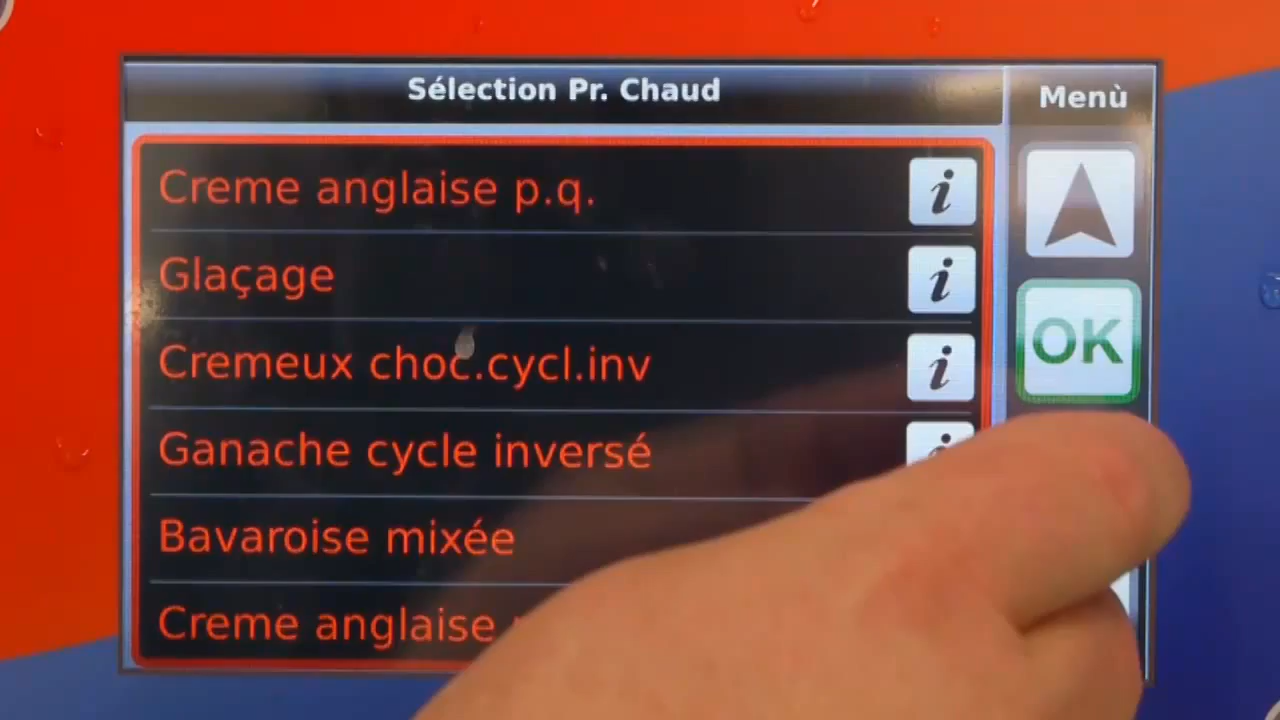 Sélection Pr. Chaud
Menù
Creme anglaise p.q.
i
Glaçage
i
OK
Cremeux choc.cycl.inv
i
Ganache cycle inversé
i
Bavaroise mixée
Creme anglaise